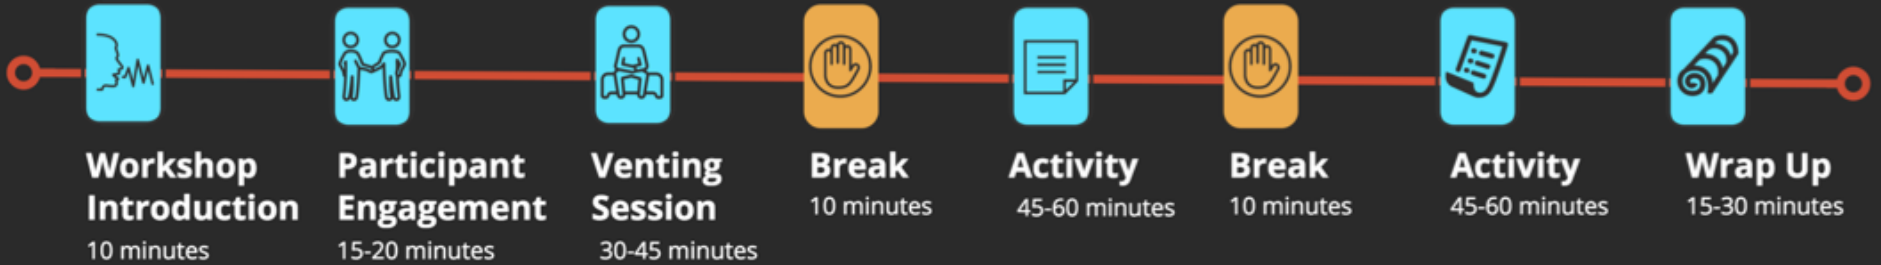 Workshop
Introduction
10 minutes
Participant
Engagement
15-20 minutes
Venting
Session
30-45 minutes
Break
10 minutes
Activity
45-60 minutes
Break
10 minutes
Activity
45-60 minutes
Wrap Up
15-30 minutes